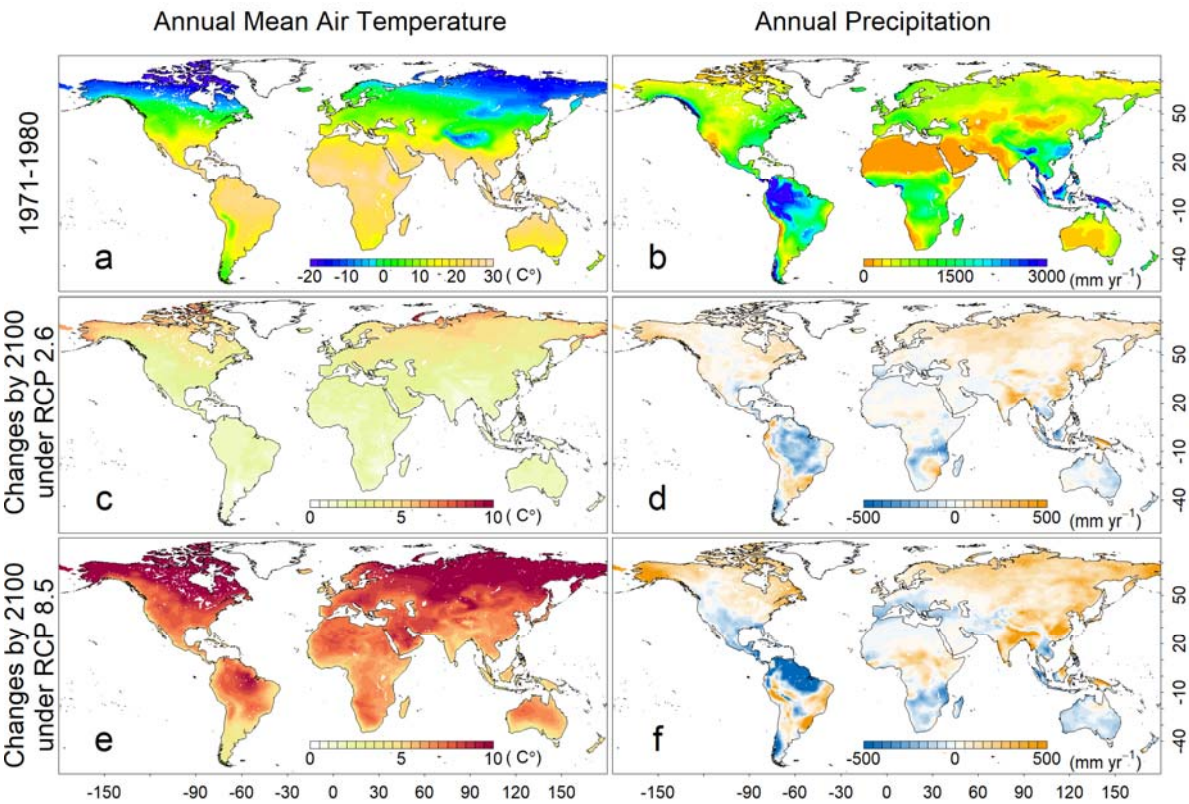 Annual Mean Air Temperature
Annual Precipitation
1971-1980
a
-20 -10 0 10 20 30 ( C°)
b
0 1500 3000 (mm yr⁻¹)
50
20
-10
-40
Changes by 2100
under RCP 2.6
c
0 5 10 ( C°)
d
-500 0 500 (mm yr⁻¹)
50
20
-10
-40
Changes by 2100
under RCP 8.5
e
0 5 10 ( C°)
f
-500 0 500 (mm yr⁻¹)
50
20
-10
-40
-150 -90 -60 -30 0 30 60 90 120 150
-150 -90 -60 -30 0 30 60 90 120 150